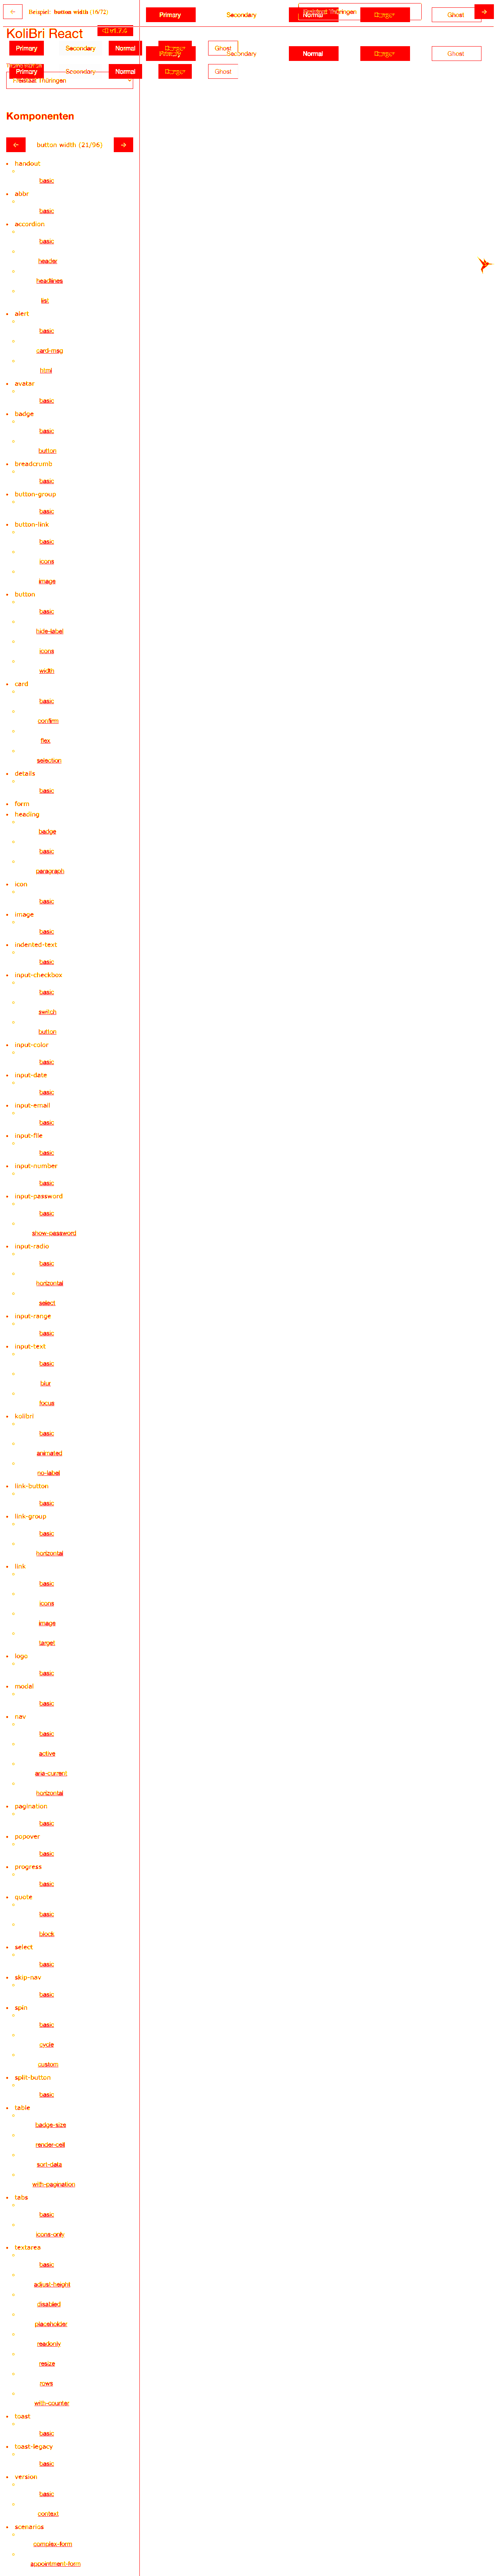 Beispiel: button width (16/72)
Primary Secondary Normal Danger Ghost
KoliBri React
Primary Secondary Normal Danger Ghost
Primary Secondary Normal Ghost
Primary Secondary Normal Danger Ghost
Freistaat Thüringen
Komponenten
button width (21/96)
handout
basic
abbr
basic
accordion
basic
header
headlines
list
alert
basic
card-msg
html
avatar
basic
badge
basic
button
breadcrumb
basic
button-group
basic
button-link
basic
icons
image
button
basic
hide-label
icons
width
card
basic
confirm
flex
selection
details
basic
form
heading
badge
basic
paragraph
icon
basic
image
basic
indented-text
basic
input-checkbox
basic
switch
button
input-color
basic
input-date
basic
input-email
basic
input-file
basic
input-number
basic
input-password
basic
show-password
input-radio
basic
horizontal
select
input-range
basic
input-text
basic
blur
focus
kolibri
basic
animated
no-label
link-button
basic
link-group
basic
horizontal
link
basic
icons
image
target
logo
basic
modal
basic
nav
basic
active
aria-current
horizontal
pagination
basic
popover
basic
progress
basic
quote
basic
block
select
basic
skip-nav
basic
spin
basic
cycle
custom
split-button
basic
table
badge-size
render-cell
sort-data
with-pagination
tabs
basic
icons-only
textarea
basic
adjust-height
disabled
placeholder
readonly
resize
rows
with-counter
toast
basic
toast-legacy
basic
version
basic
context
scenarios
complex-form
appointment-form